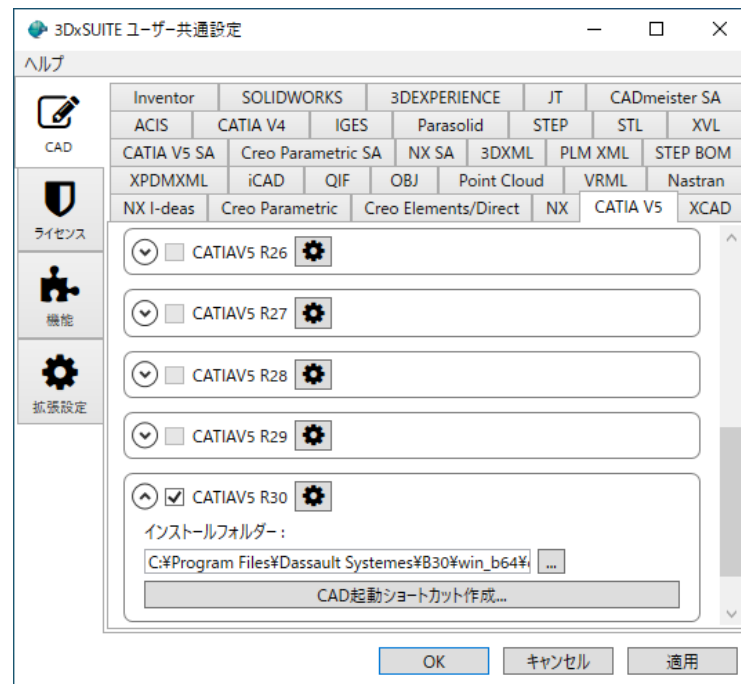 3DxSUITE ユーザー共通設定
ヘルプ
CAD
ライセンス
機能
拡張設定
Inventor SOLIDWORKS 3DEXPERIENCE JT CADmeister SA
ACIS CATIA V4 IGES Parasolid STEP STL XVL
CATIA V5 SA Creo Parametric SA NX SA 3DXML PLM XML STEP BOM
XPDMXML iCAD QIF OBJ Point Cloud VRML Nastran
NX I-deas Creo Parametric Creo Elements/Direct NX CATIA V5 XCAD
CATIAV5 R26
CATIAV5 R27
CATIAV5 R28
CATIAV5 R29
CATIAV5 R30
インストールフォルダー :
C:¥Program Files¥Dassault Systemes¥B30¥win_b64¥ ...
CAD起動ショートカット作成...
OK キャンセル 適用